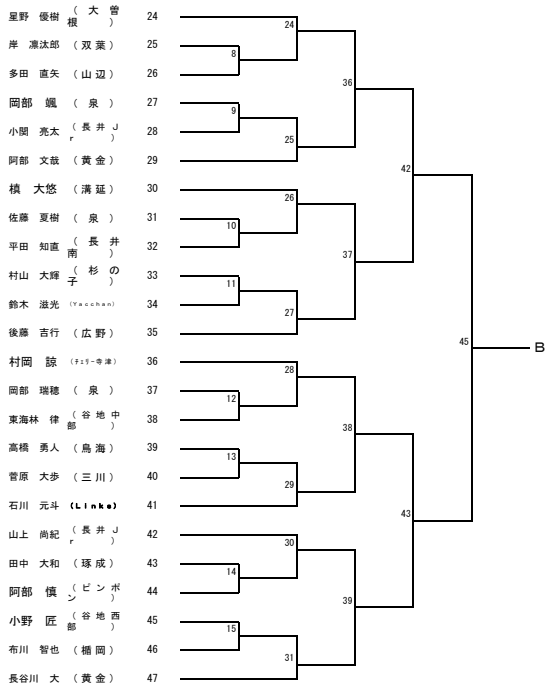 星野 優樹 （大曽根） 24
岸 凛汰郎 （双葉） 25
多田 直矢 （山辺） 26
岡部 颯 （泉） 27
小関 亮太 （長井Jr） 28
阿部 文哉 （黄金） 29
槙 大悠 （溝延） 30
佐藤 夏樹 （泉） 31
平田 知直 （長井南） 32
村山 大輝 （杉の子） 33
鈴木 滋光 (Yacchan) 34
後藤 吉行 （広野） 35
村岡 諒 （チェリー寺津） 36
岡部 瑞穂 （泉） 37
東海林 律 （谷地中部） 38
高橋 勇人 （鳥海） 39
菅原 大歩 （三川） 40
石川 元斗 (Links) 41
山上 尚紀 （長井Jr） 42
田中 大和 （琢成） 43
阿部 慎 （ピンポン） 44
小野 匠 （谷地西部） 45
布川 智也 （楯岡） 46
長谷川 大 （黄金） 47
8
9
10
11
12
13
14
15
24
25
26
27
28
29
30
31
36
37
38
39
42
43
45
B